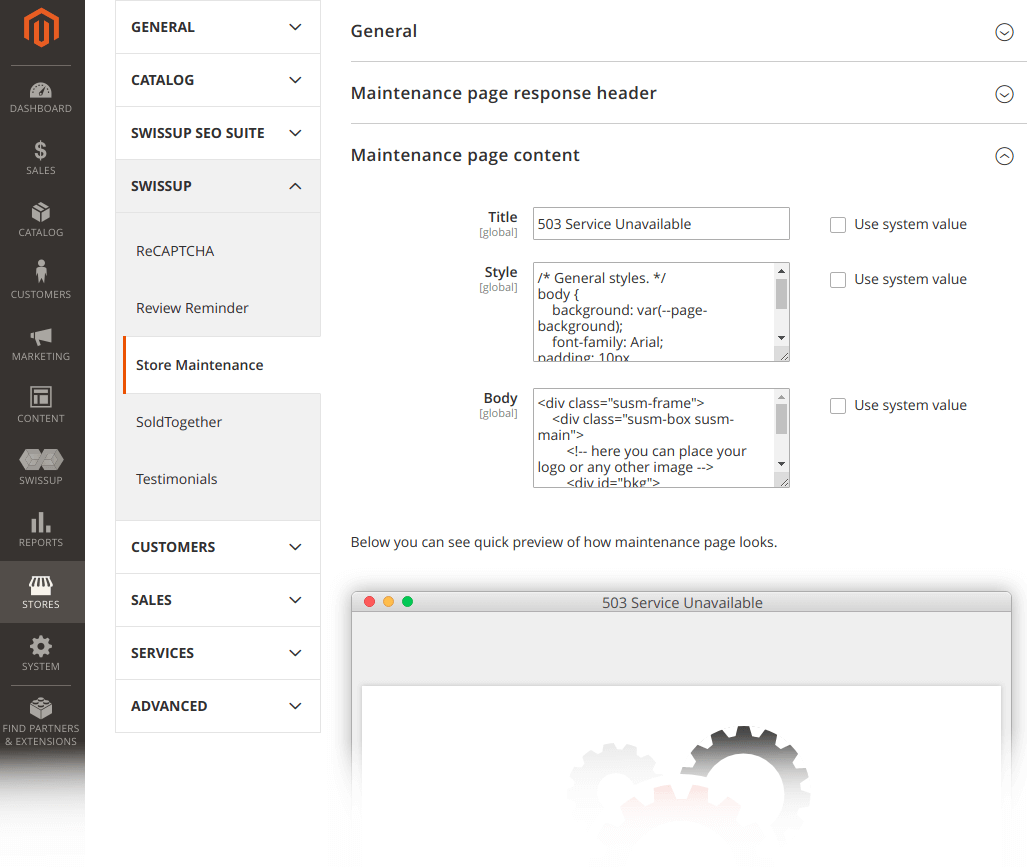 DASHBOARD
SALES
CATALOG
CUSTOMERS
MARKETING
CONTENT
SWISSUP
REPORTS
STORES
SYSTEM
FIND PARTNERS
& EXTENSIONS
GENERAL
CATALOG
SWISSUP SEO SUITE
SWISSUP
ReCAPTCHA
Review Reminder
Store Maintenance
SoldTogether
Testimonials
CUSTOMERS
SALES
SERVICES
ADVANCED
General
Maintenance page response header
Maintenance page content
Title
[global]
503 Service Unavailable
Use system value
Style
[global]
/* General styles. */
body {
background: var(--page-
background);
font-family: Arial;
padding: 10px
Use system value
Body
[global]
<div class="susm-frame">
<div class="susm-box susm-
main">
<!-- here you can place your
logo or any other image -->
<div id="bkg">
Use system value
Below you can see quick preview of how maintenance page looks.
503 Service Unavailable